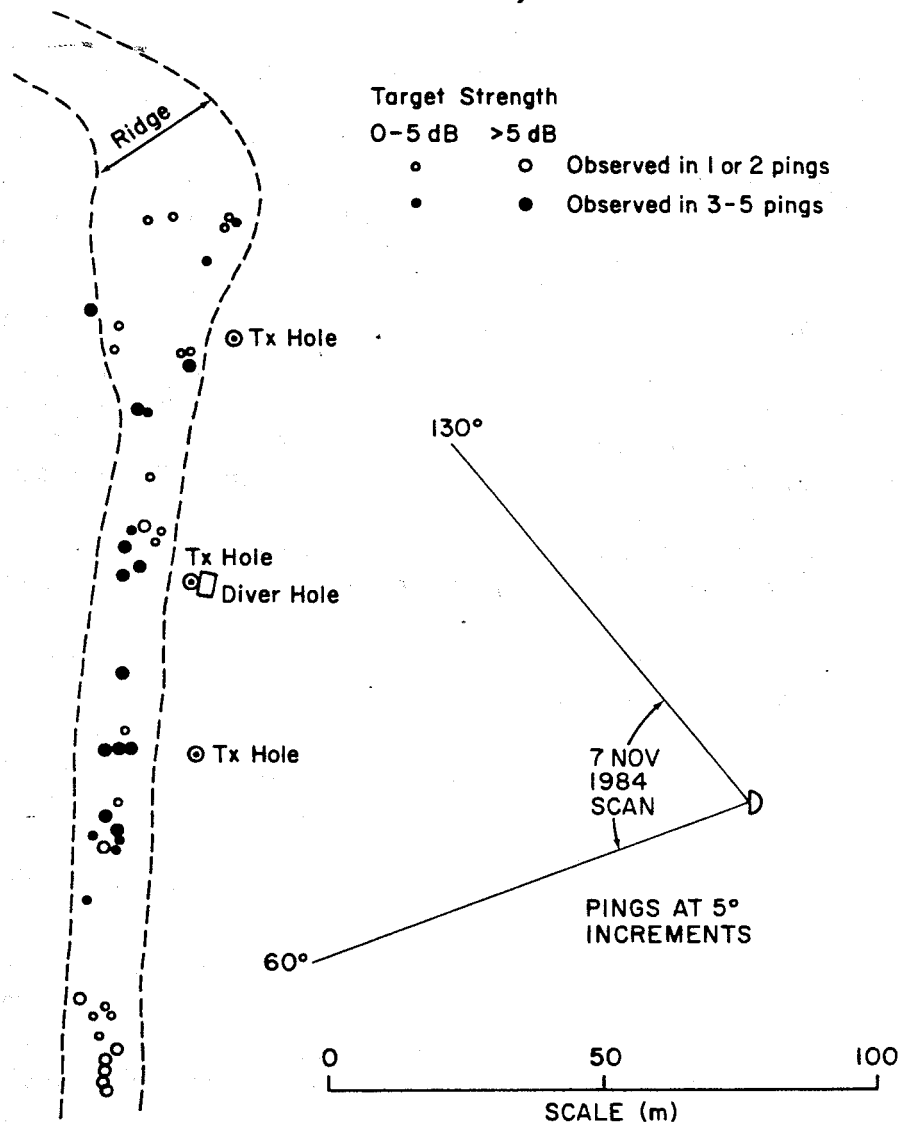 Target Strength
0-5 dB >5 dB
Observed in 1 or 2 pings
Observed in 3-5 pings
Ridge
Tx Hole
130°
Tx Hole
Diver Hole
Tx Hole
7 NOV
1984
SCAN
PINGS AT 5°
INCREMENTS
60°
0 50 100
SCALE (m)